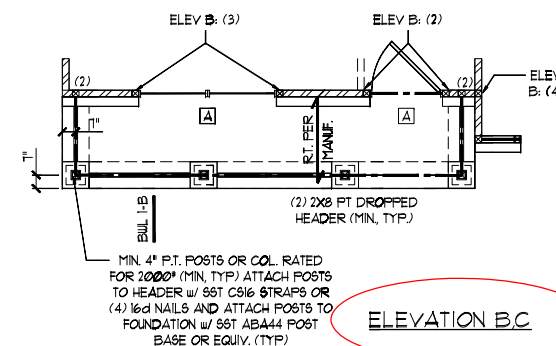 ELEV B: (3)
ELEV B: (2)
(2)
(2)
ELEV
B: (4
A
A
7"
7"
R.T. PER
MANUF.
BWL 1-B
(2) 2X8 PT DROPPED
HEADER (MIN., TYP.)
MIN. 4" P.T. POSTS OR COL. RATED
FOR 2000# (MIN, TYP) ATTACH POSTS
TO HEADER w/ SST CS16 STRAPS OR
(4) 16d NAILS AND ATTACH POSTS TO
FOUNDATION w/ SST ABA44 POST
BASE OR EQUIV. (TYP)
ELEVATION B,C